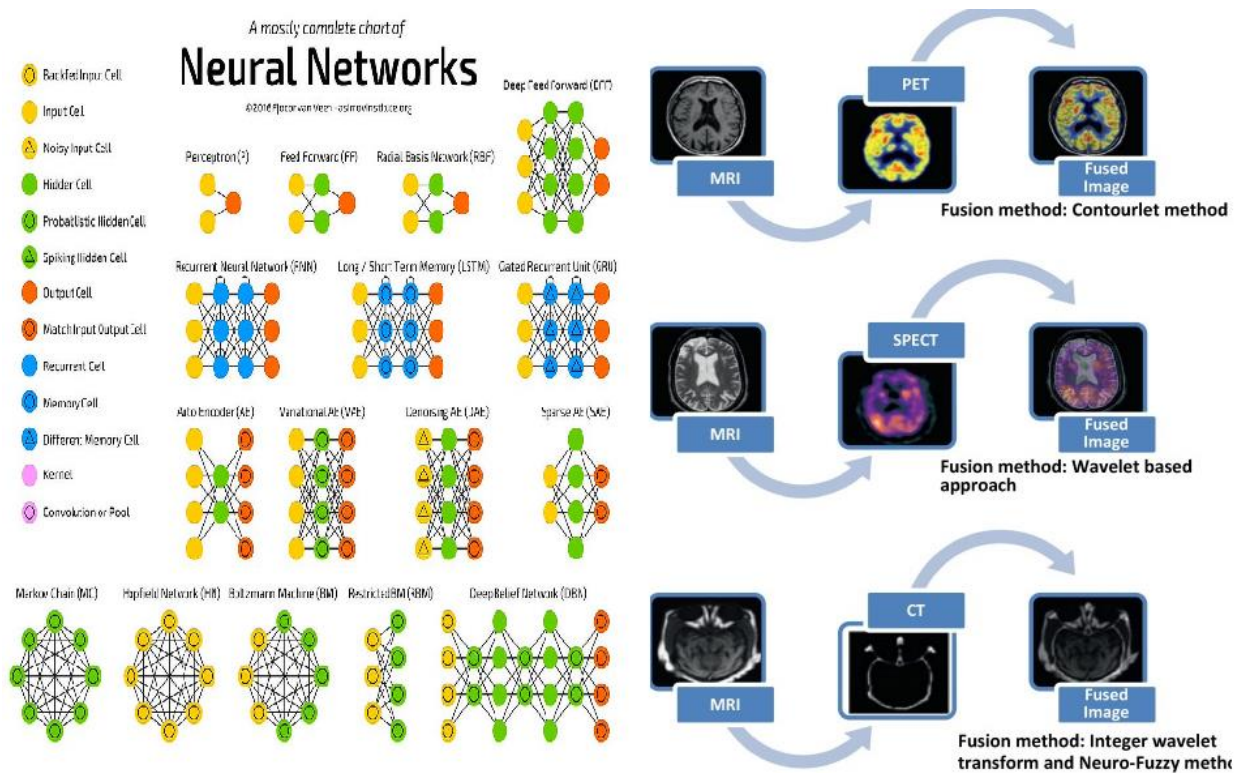 A mostly complete chart of
Neural Networks
©2016 Fjodor van Veen - asimovinstitute.org
Backfed Input Cell
Input Cell
Noisy Input Cell
Hidden Cell
Probablistic Hidden Cell
Spiking Hidden Cell
Output Cell
Match Input Output Cell
Recurrent Cell
Memory Cell
Different Memory Cell
Kernel
Convolution or Pool
Deep Feed Forward (DFF)
Perceptron (P)
Feed Forward (FF)
Radial Basis Network (RBF)
Recurrent Neural Network (RNN)
Long / Short Term Memory (LSTM)
Gated Recurrent Unit (GRU)
Auto Encoder (AE)
Variational AE (VAE)
Denoising AE (DAE)
Sparse AE (SAE)
Markov Chain (MC)
Hopfield Network (HN)
Boltzmann Machine (BM)
Restricted BM (RBM)
Deep Belief Network (DBN)
MRI
PET
Fused
Image
Fusion method: Contourlet method
MRI
SPECT
Fused
Image
Fusion method: Wavelet based
approach
MRI
CT
Fused
Image
Fusion method: Integer wavelet
transform and Neuro-Fuzzy metho